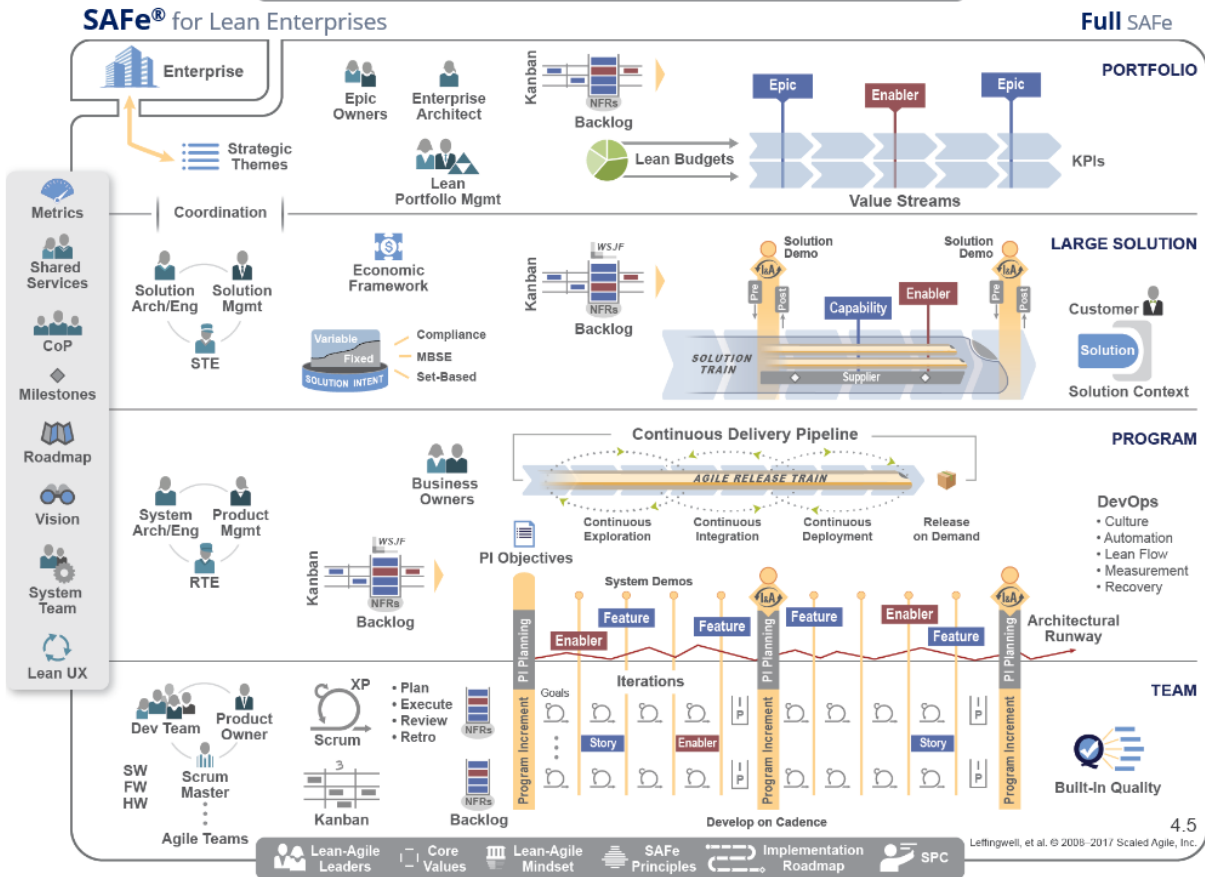 SAFe® for Lean Enterprises
Full SAFe
Enterprise
Strategic
Themes
Epic
Owners
Enterprise
Architect
Lean
Portfolio Mgmt
Kanban
NFRs
Backlog
Lean Budgets
Epic
Enabler
Epic
KPIs
Value Streams
PORTFOLIO
Metrics
Shared
Services
CoP
Milestones
Roadmap
Vision
System
Team
Lean UX
Coordination
Solution
Arch/Eng
Solution
Mgmt
STE
Economic
Framework
Variable
Fixed
SOLUTION INTENT
Compliance
MBSE
Set-Based
Kanban
WSJF
NFRs
Backlog
Solution
Demo
I&A
Pre
Post
Capability
Enabler
SOLUTION
TRAIN
Supplier
Solution
Demo
I&A
Pre
Post
LARGE SOLUTION
Customer
Solution
Solution Context
System
Arch/Eng
Product
Mgmt
RTE
Business
Owners
Kanban
WSJF
NFRs
Backlog
Continuous Delivery Pipeline
AGILE RELEASE TRAIN
Continuous
Exploration
Continuous
Integration
Continuous
Deployment
Release
on Demand
PROGRAM
DevOps
• Culture
• Automation
• Lean Flow
• Measurement
• Recovery
PI Objectives
System Demos
Enabler
Feature
Feature
I&A
Feature
Enabler
Feature
I&A
Architectural
Runway
PI Planning
PI Planning
PI Planning
Dev Team
Product
Owner
Scrum
Master
SW
FW
HW
Agile Teams
XP
Scrum
• Plan
• Execute
• Review
• Retro
3
Kanban
NFRs
NFRs
Backlog
Program Increment
Program Increment
Program Increment
Goals
Iterations
Story
Enabler
Story
I
P
I
P
I
P
I
P
Develop on Cadence
TEAM
Built-In Quality
4.5
Leffingwell, et al. © 2008–2017 Scaled Agile, Inc.
Lean-Agile
Leaders
Core
Values
Lean-Agile
Mindset
SAFe
Principles
Implementation
Roadmap
SPC